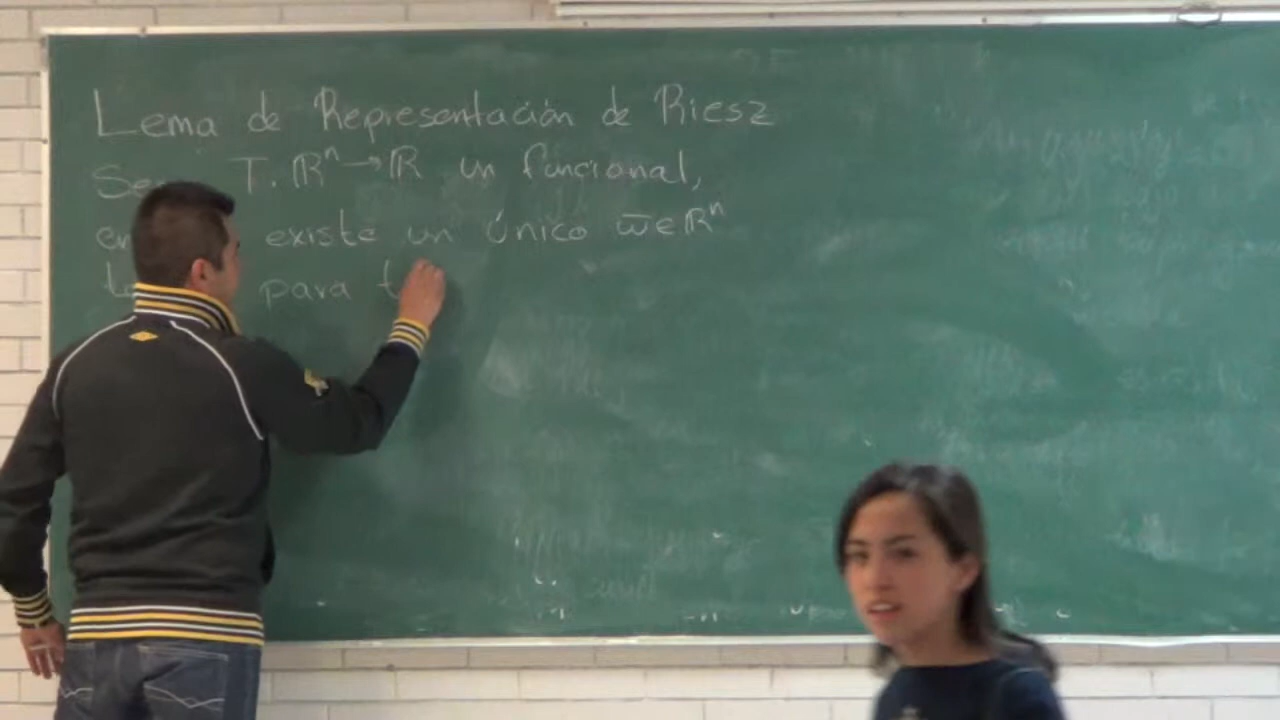 Lema de Representación de Riesz
T. ℝⁿ → ℝ un funcional,
existe un único w̅ ∈ ℝⁿ
para t